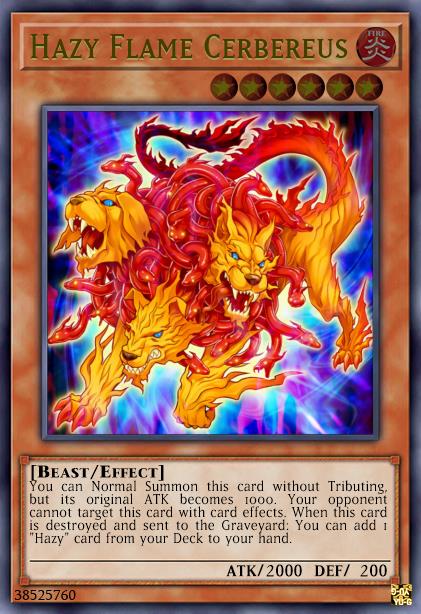 HAZY FLAME CERBEREUS
FIRE
炎
[BEAST/EFFECT]
You can Normal Summon this card without Tributing,
but its original ATK becomes 1000. Your opponent
cannot target this card with card effects. When this card
is destroyed and sent to the Graveyard: You can add 1
"Hazy" card from your Deck to your hand.
ATK/2000 DEF/ 200
38525760